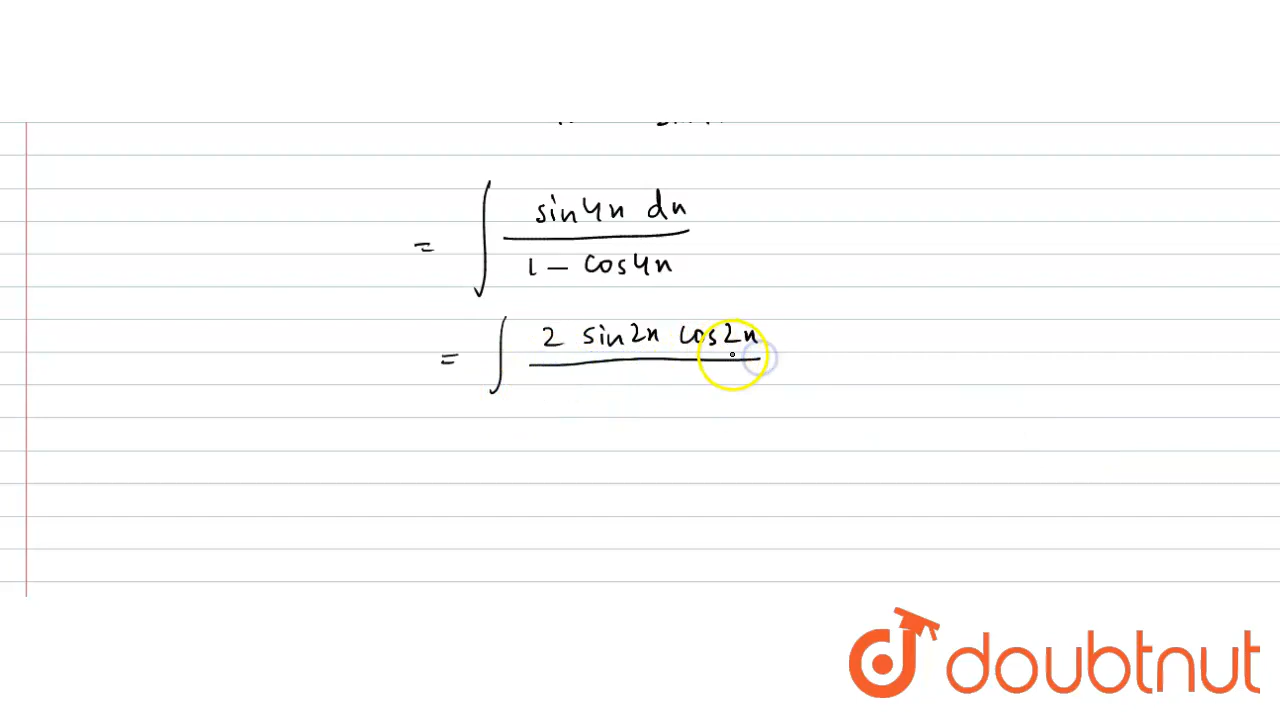 = ∫ sin4x dx
1 - cos4x
= ∫ 2 sin2x cos2x
doubtnut